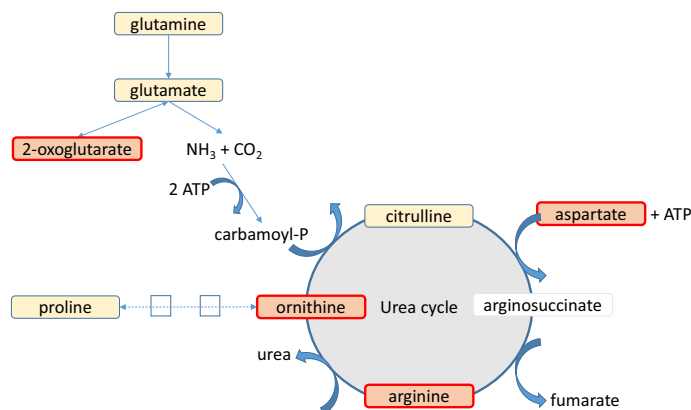 glutamine
glutamate
2-oxoglutarate
NH₃ + CO₂
2 ATP
citrulline
aspartate + ATP
carbamoyl-P
proline
ornithine
Urea cycle
arginosuccinate
urea
arginine
fumarate